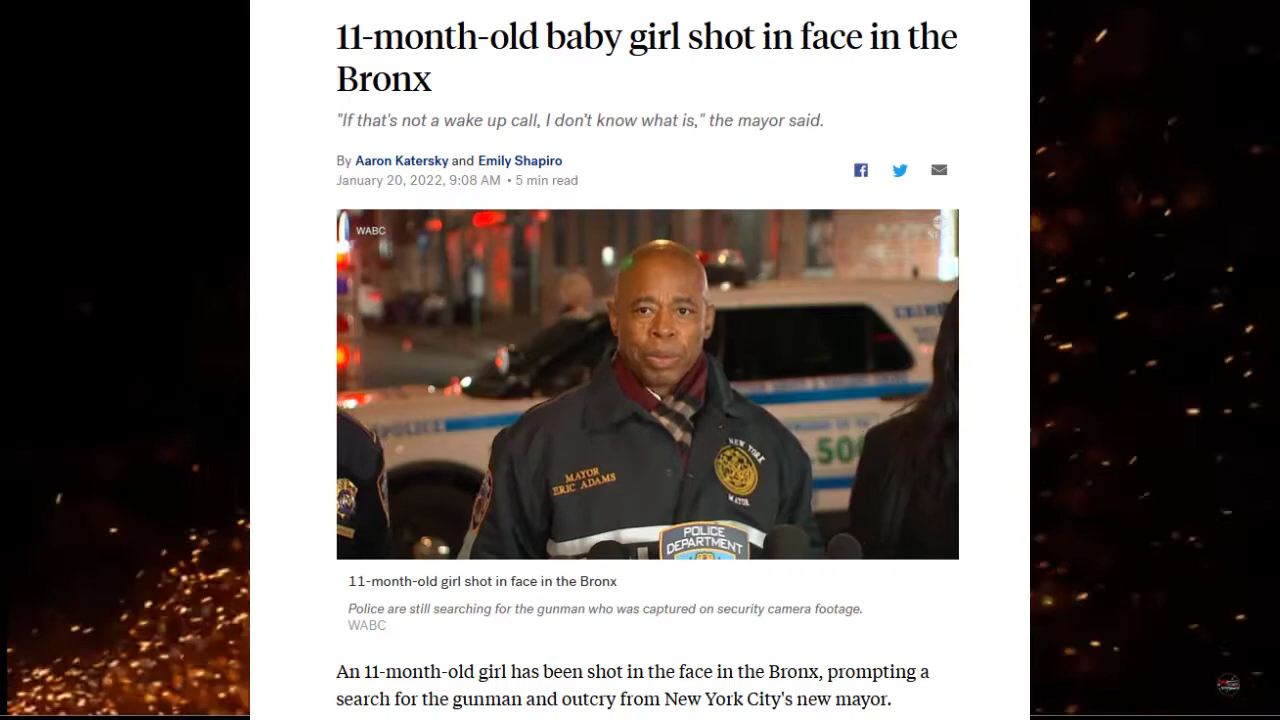 11-month-old baby girl shot in face in the
Bronx
"If that's not a wake up call, I don't know what is," the mayor said.
By Aaron Katersky and Emily Shapiro
January 20, 2022, 9:08 AM • 5 min read
WABC
POLICE
500
NEW YORK
MAYOR
MAYOR
ERIC ADAMS
POLICE
DEPARTMENT
11-month-old girl shot in face in the Bronx
Police are still searching for the gunman who was captured on security camera footage.
WABC
An 11-month-old girl has been shot in the face in the Bronx, prompting a
search for the gunman and outcry from New York City's new mayor.